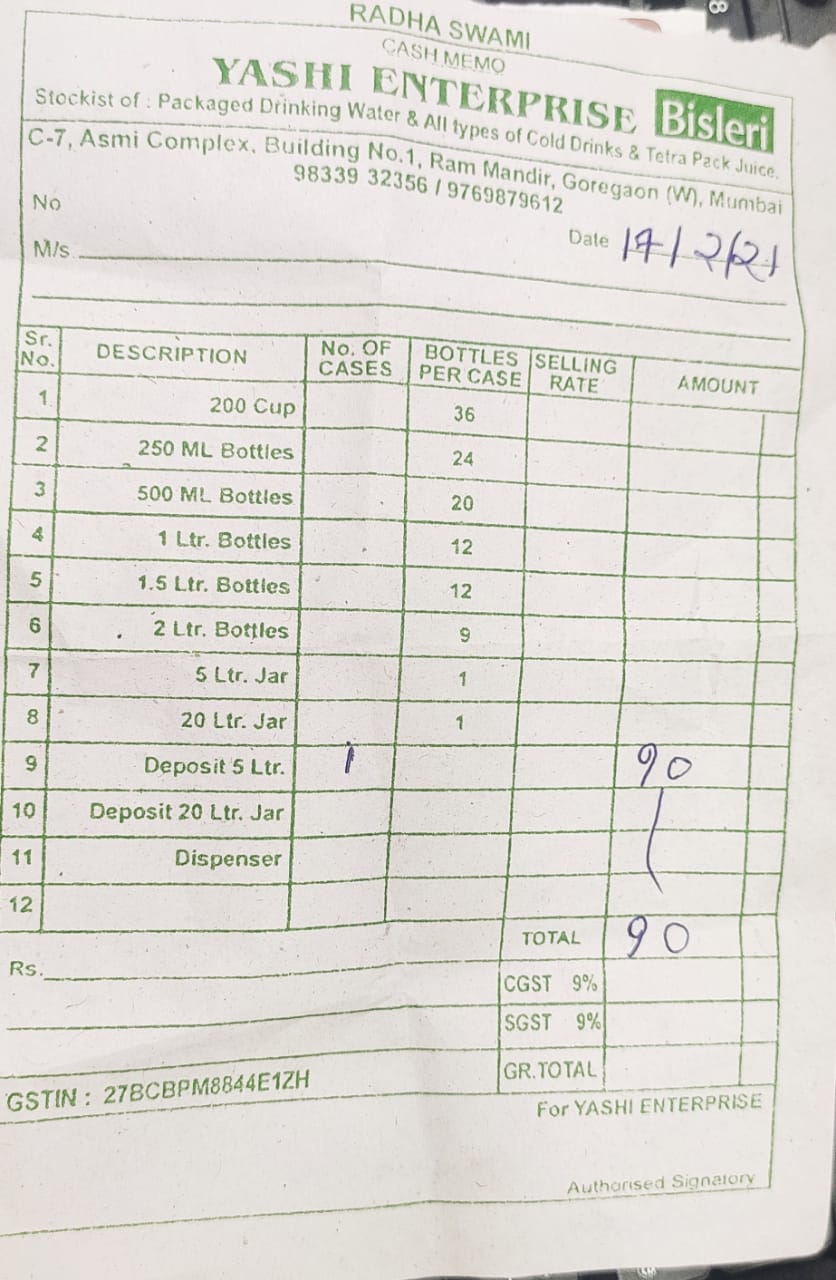 RADHA SWAMI
CASH MEMO
YASHI ENTERPRISE Bisleri
Stockist of : Packaged Drinking Water & All types of Cold Drinks & Tetra Pack Juice.
C-7, Asmi Complex, Building No.1, Ram Mandir, Goregaon (W), Mumbai
98339 32356 / 9769879612
No
Date
M/s.
Sr. No. DESCRIPTION No. OF CASES BOTTLES PER CASE SELLING RATE AMOUNT
1 200 Cup 36
2 250 ML Bottles 24
3 500 ML Bottles 20
4 1 Ltr. Bottles 12
5 1.5 Ltr. Bottles 12
6 2 Ltr. Bottles 9
7 5 Ltr. Jar 1
8 20 Ltr. Jar 1
9 Deposit 5 Ltr. 1 90
10 Deposit 20 Ltr. Jar
11 Dispenser
12
TOTAL 90
Rs.
CGST 9%
SGST 9%
GR.TOTAL
GSTIN : 27BCBPM8844E1ZH
For YASHI ENTERPRISE
Authorised Signatory